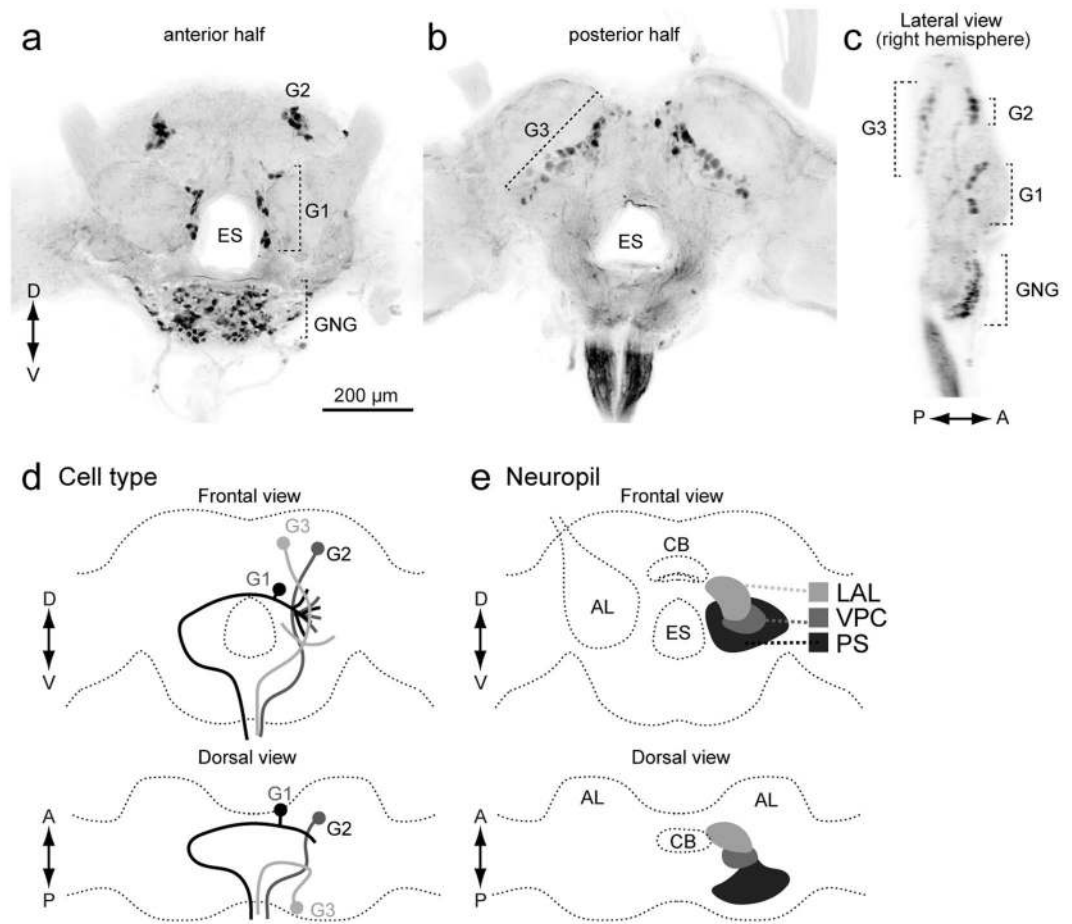 a
anterior half
G2
G1
ES
GNG
D
V
200 µm
b
posterior half
G3
ES
c
Lateral view
(right hemisphere)
G3
G2
G1
GNG
P
A
d Cell type
Frontal view
G3
G2
G1
D
V
Dorsal view
G1
G2
G3
A
P
e Neuropil
Frontal view
CB
AL
ES
LAL
VPC
PS
D
V
Dorsal view
AL
AL
CB
A
P